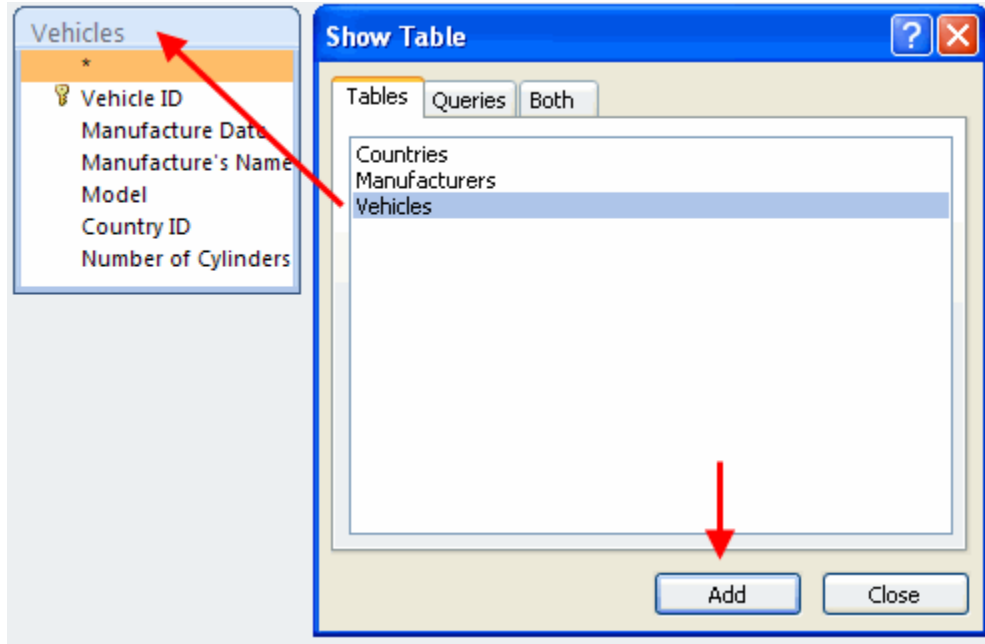 Vehicles
*
Vehicle ID
Manufacture Date
Manufacture's Name
Model
Country ID
Number of Cylinders
Show Table
?
Tables Queries Both
Countries
Manufacturers
Vehicles
Add Close